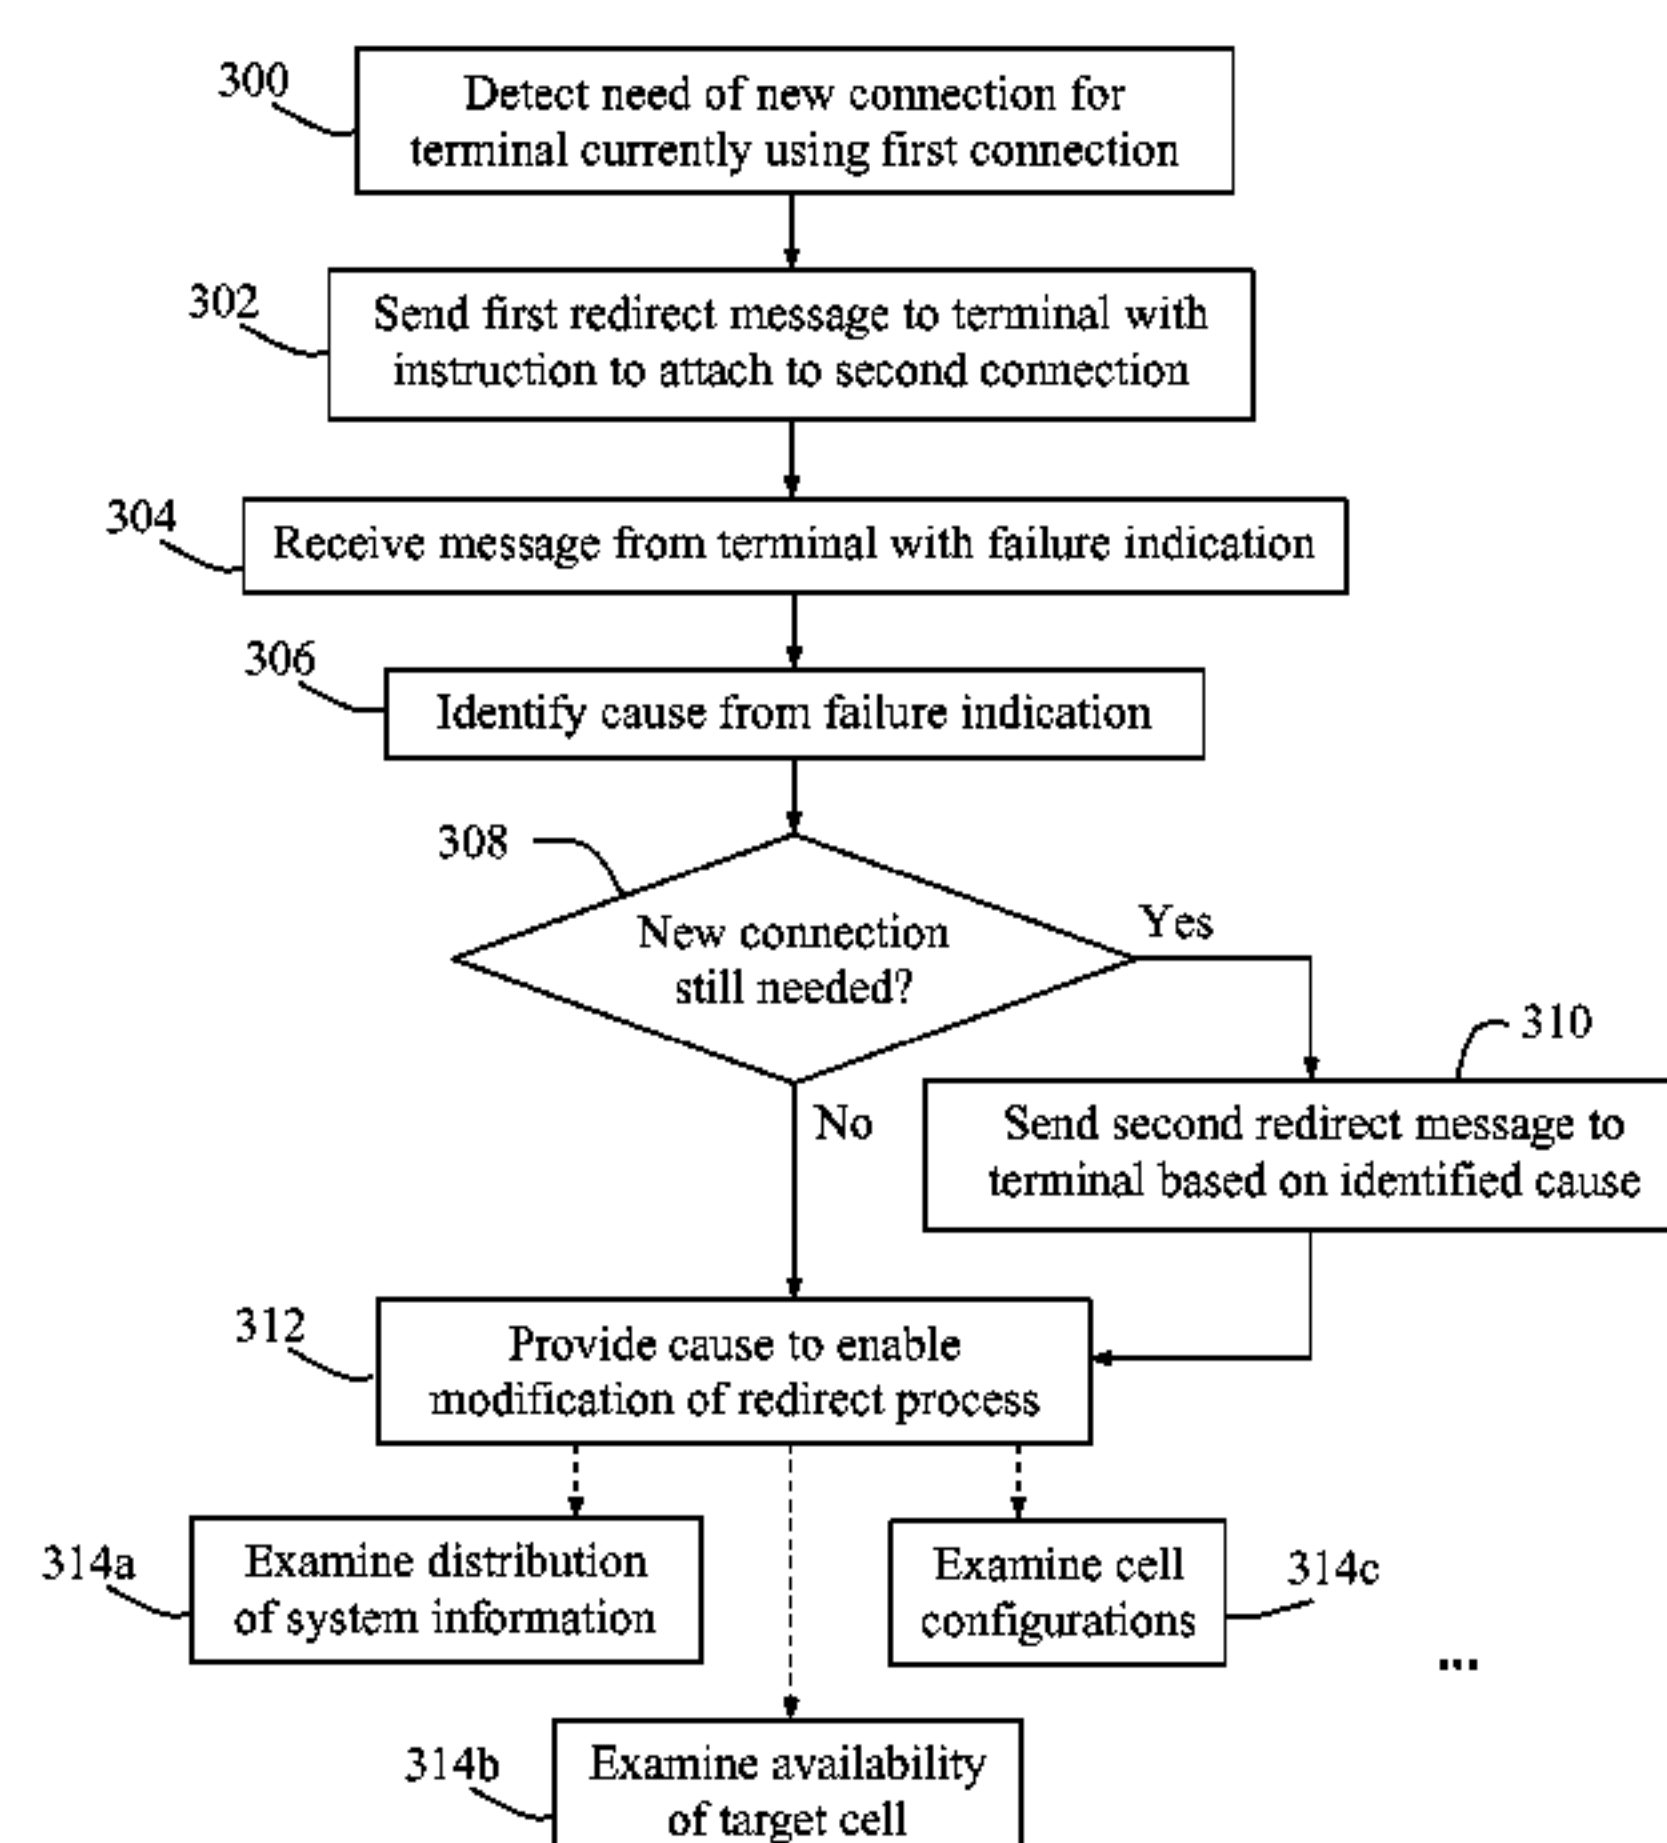 300
Detect need of new connection for
terminal currently using first connection
302
Send first redirect message to terminal with
instruction to attach to second connection
304
Receive message from terminal with failure indication
306
Identify cause from failure indication
308
New connection
still needed?
Yes
No
310
Send second redirect message to
terminal based on identified cause
312
Provide cause to enable
modification of redirect process
314a
Examine distribution
of system information
Examine cell
configurations
314c
...
314b
Examine availability
of target cell